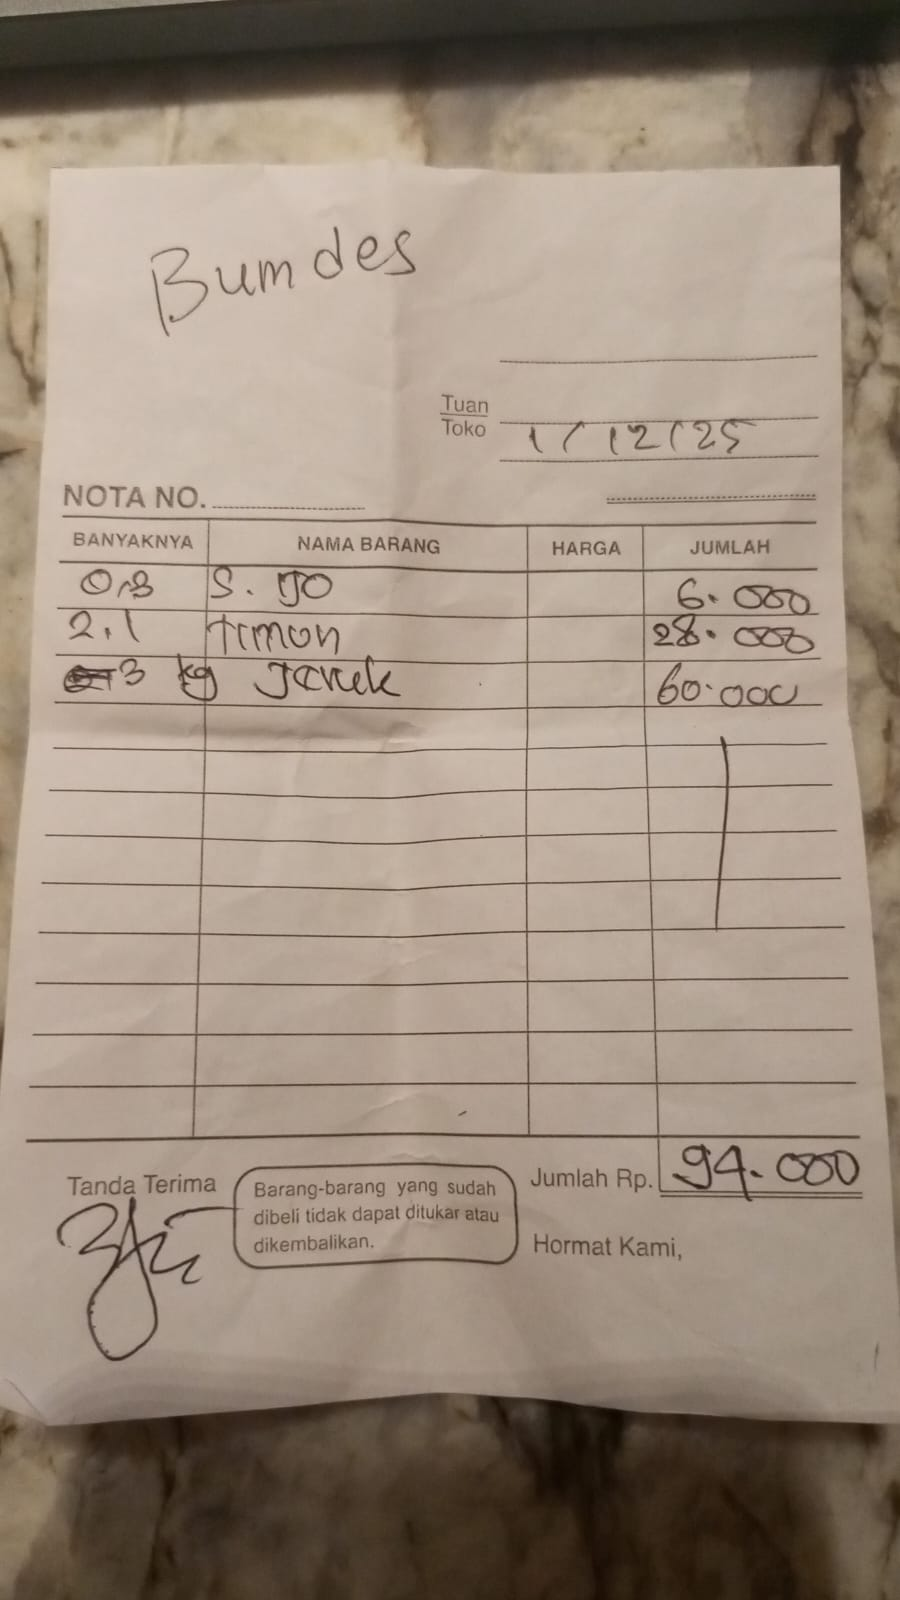 Bumdes
Tuan
Toko 1/12/25
NOTA NO.
BANYAKNYA NAMA BARANG HARGA JUMLAH
0,3 S. IJO 6.000
2,1 timon 28.000
3 kg Jeruk 60.000
Jumlah Rp. 94.000
Tanda Terima
Barang-barang yang sudah
dibeli tidak dapat ditukar atau
dikembalikan.
Hormat Kami,